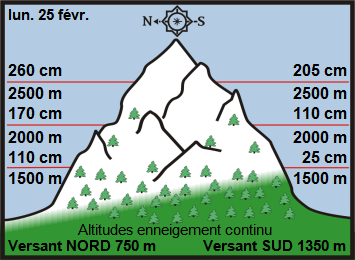 lun. 25 févr.
N S
260 cm 205 cm
2500 m 2500 m
170 cm 110 cm
2000 m 2000 m
110 cm 25 cm
1500 m 1500 m
Altitudes enneigement continu
Versant NORD 750 m Versant SUD 1350 m